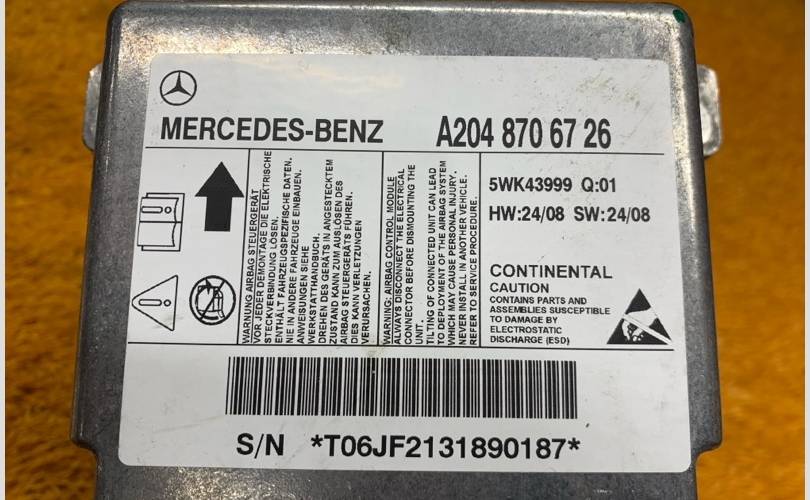 MERCEDES-BENZ A204 870 67 26
WARNUNG AIRBAG STEUERGERÄT
VOR JEDER DEMONTAGE DIE ELEKTRISCHE
STECKVERBINDUNG LÖSEN.
ENTHÄLT FAHRZEUGSPEZIFISCHE DATEN.
NIE IN ANDERE FAHRZEUGE EINBAUEN.
ANWEISUNGEN SIEHE
WERKSTATTHANDBUCH.
DREHEN DES GERÄTS IN ANGESTECKTEM
ZUSTAND KANN ZUM AUSLÖSEN DES
AIRBAG STEUERGERÄTS FÜHREN.
DIES KANN VERLETZUNGEN
VERURSACHEN.
WARNING: AIRBAG CONTROL MODULE
ALWAYS DISCONNECT THE ELECTRICAL
CONNECTOR BEFORE DISMOUNTING THE
UNIT.
TILTING OF CONNECTED UNIT CAN LEAD
TO DEPLOYMENT OF THE AIRBAG SYSTEM
WHICH MAY CAUSE PERSONAL INJURY.
NEVER INSTALL IN ANOTHER VEHICLE.
REFER TO SERVICE PROCEDURE.
5WK43999 Q:01
HW:24/08 SW:24/08
CONTINENTAL
CAUTION
CONTAINS PARTS AND
ASSEMBLIES SUSCEPTIBLE
TO DAMAGE BY
ELECTROSTATIC
DISCHARGE (ESD)
S/N *T06JF2131890187*